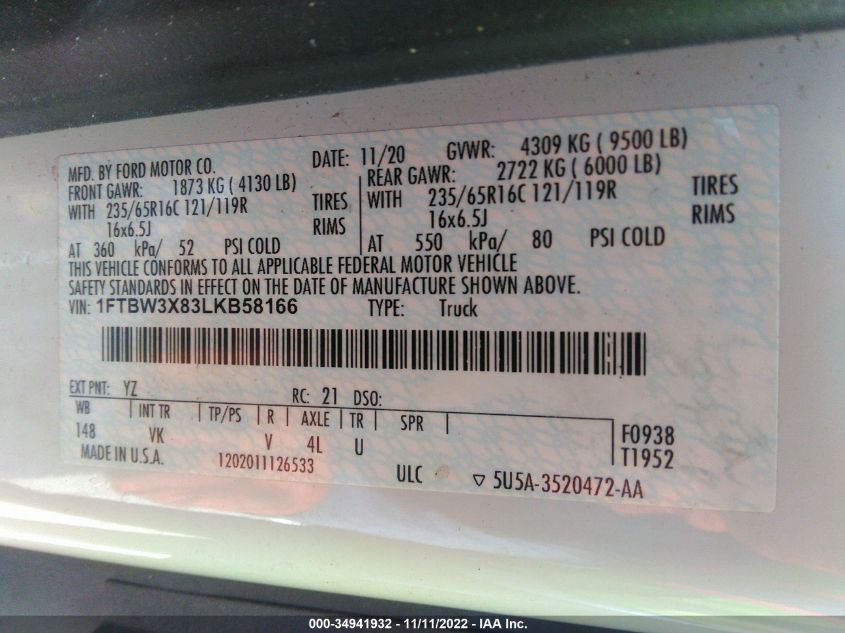 MFD. BY FORD MOTOR CO.
DATE: 11/20 GVWR: 4309 KG ( 9500 LB)
FRONT GAWR: 1873 KG ( 4130 LB)
WITH 235/65R16C 121/119R TIRES
16x6.5J RIMS
AT 360 kPa/ 52 PSI COLD
REAR GAWR: 2722 KG ( 6000 LB)
WITH 235/65R16C 121/119R TIRES
16x6.5J RIMS
AT 550 kPa/ 80 PSI COLD
THIS VEHICLE CONFORMS TO ALL APPLICABLE FEDERAL MOTOR VEHICLE
SAFETY STANDARDS IN EFFECT ON THE DATE OF MANUFACTURE SHOWN ABOVE.
VIN: 1FTBW3X83LKB58166 TYPE: Truck
EXT PNT: YZ RC: 21 DSO:
WB INT TR TP/PS R AXLE TR SPR
148 VK V 4L U
F0938
T1952
MADE IN U.S.A. 1202011126533 ULC ▽ 5U5A-3520472-AA
000-34941932 - 11/11/2022 - IAA Inc.